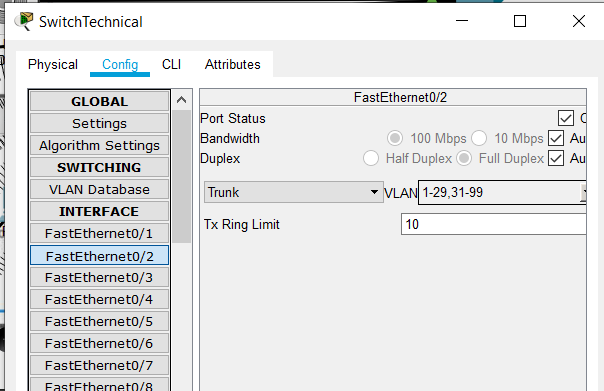 SwitchTechnical
Physical Config CLI Attributes
GLOBAL
Settings
Algorithm Settings
SWITCHING
VLAN Database
INTERFACE
FastEthernet0/1
FastEthernet0/2
FastEthernet0/3
FastEthernet0/4
FastEthernet0/5
FastEthernet0/6
FastEthernet0/7
FastEthernet0/8
FastEthernet0/2
Port Status
Bandwidth 100 Mbps 10 Mbps Au
Duplex Half Duplex Full Duplex Au
Trunk VLAN 1-29,31-99
Tx Ring Limit 10